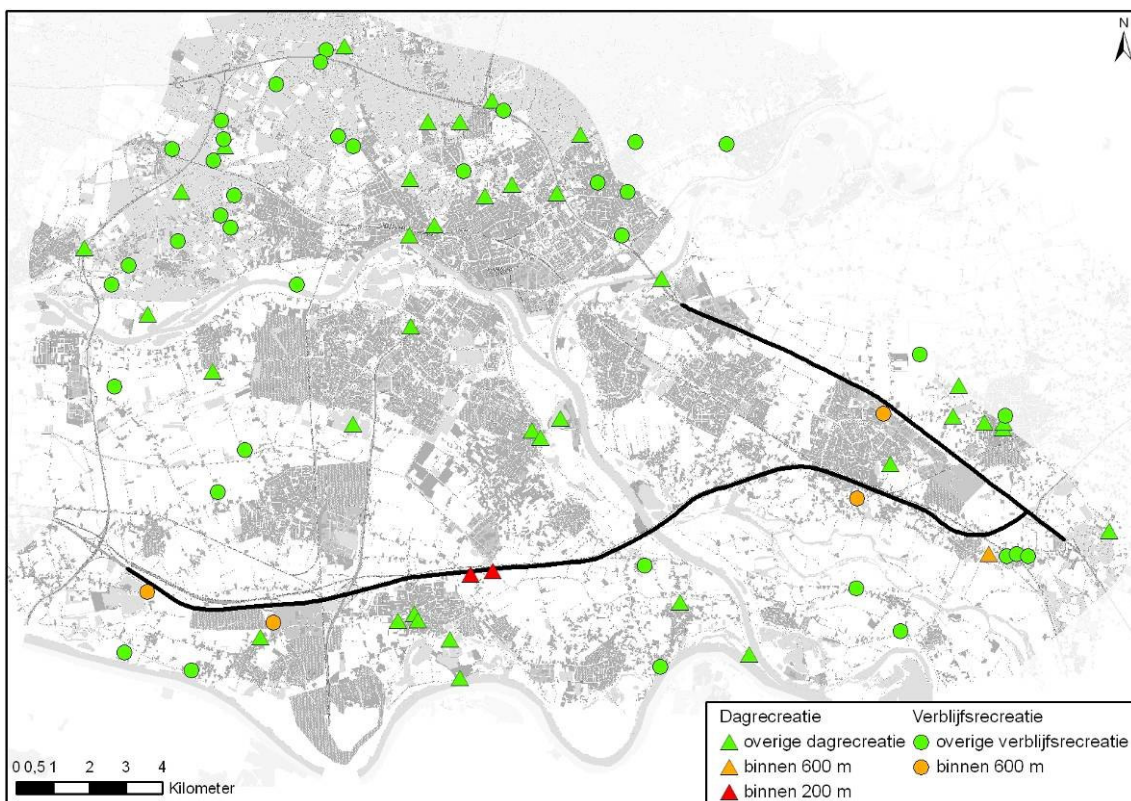 N
Dagrecreatie Verblijfsrecreatie
overige dagrecreatie overige verblijfsrecreatie
binnen 600 m binnen 600 m
binnen 200 m
0 0,5 1 2 3 4
Kilometer